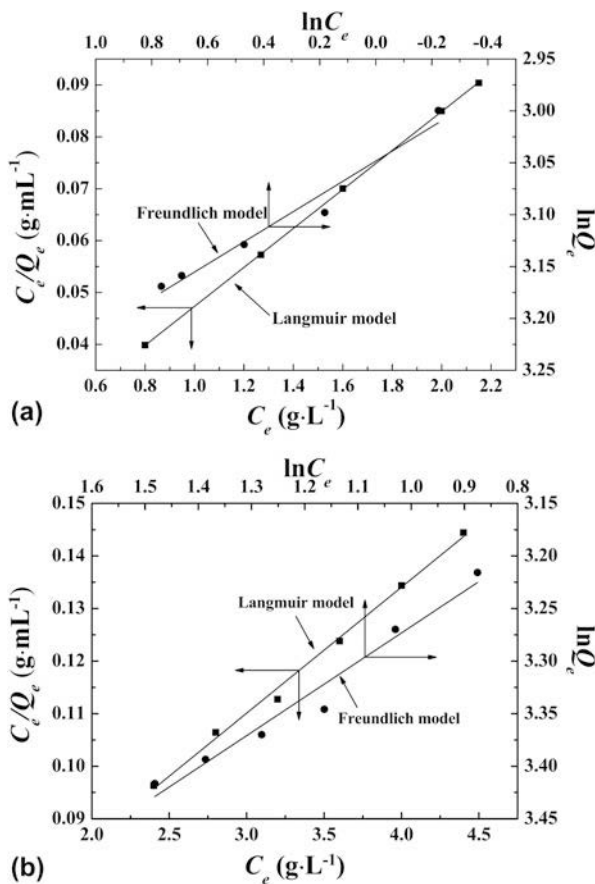 lnCe
1.0 0.8 0.6 0.4 0.2 0.0 -0.2 -0.4
0.09 0.08 0.07 0.06 0.05 0.04
Ce/Qe (g·mL-1)
2.95 3.00 3.05 3.10 3.15 3.20 3.25
lnQe
Freundlich model
Langmuir model
0.6 0.8 1.0 1.2 1.4 1.6 1.8 2.0 2.2
(a)
Ce (g·L-1)
lnCe
1.6 1.5 1.4 1.3 1.2 1.1 1.0 0.9 0.8
0.15 0.14 0.13 0.12 0.11 0.10 0.09
Ce/Qe (g·mL-1)
3.15 3.20 3.25 3.30 3.35 3.40 3.45
lnQe
Langmuir model
Freundlich model
2.0 2.5 3.0 3.5 4.0 4.5
(b)
Ce (g·L-1)